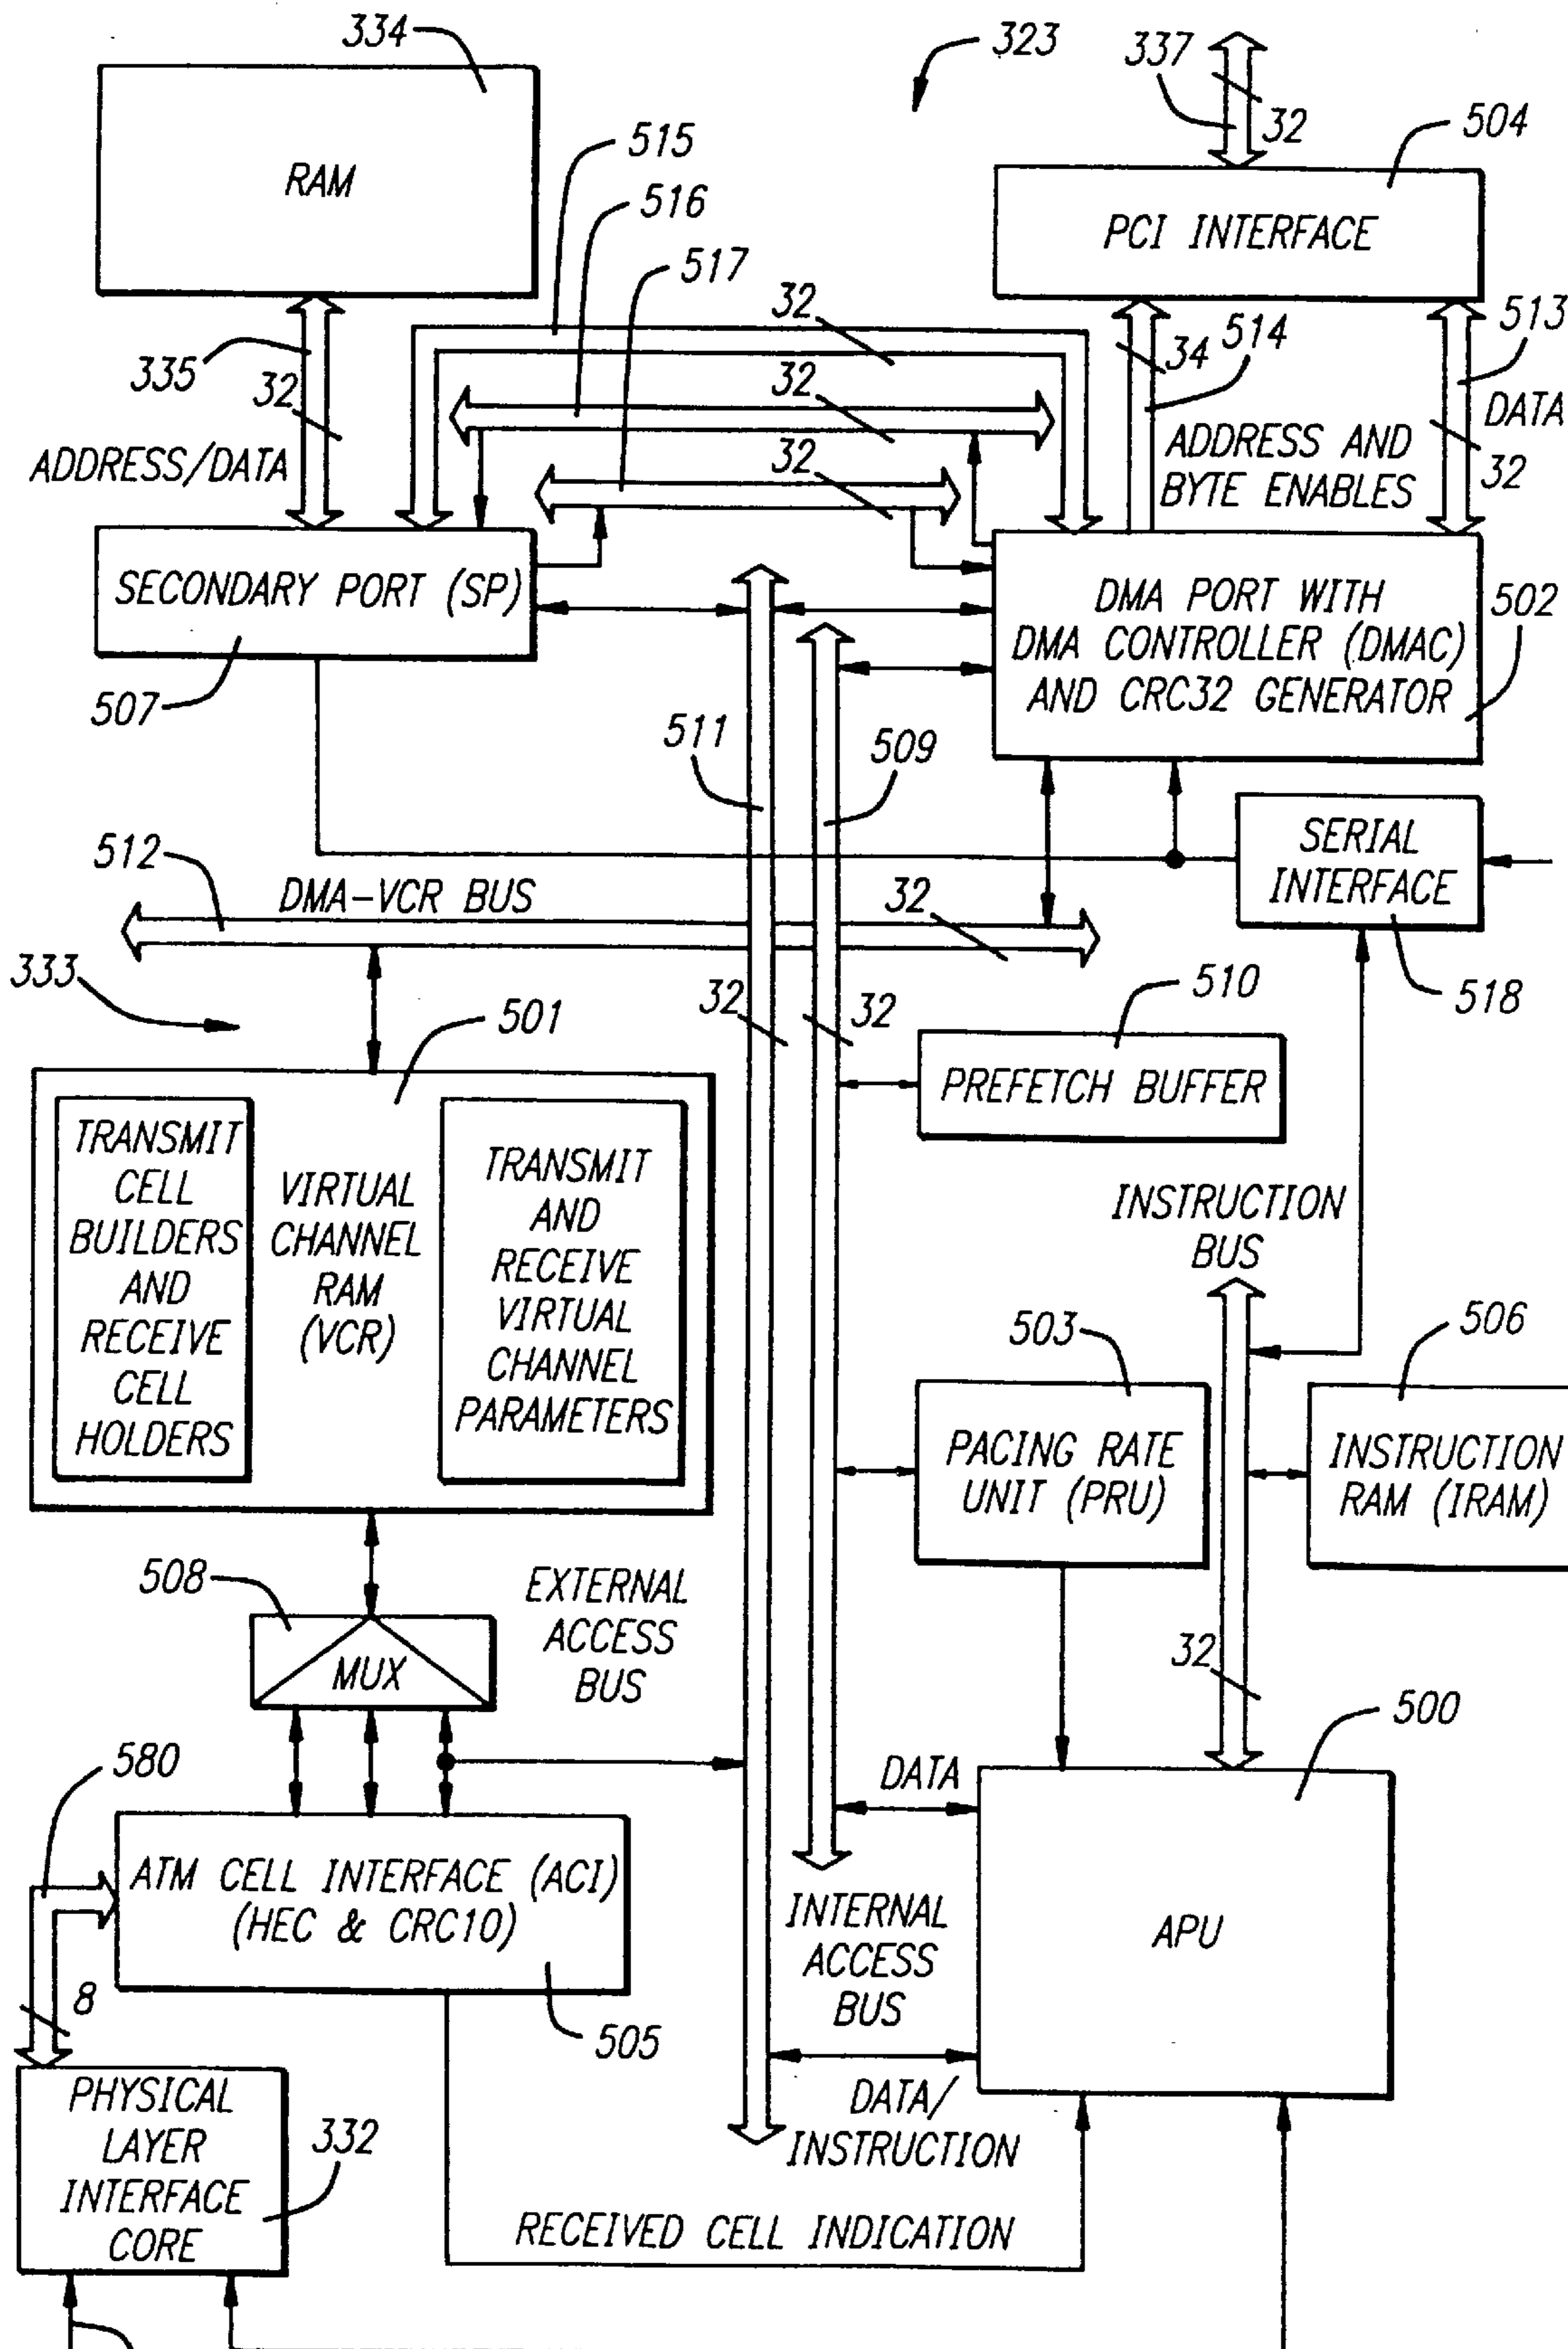 334
323
337
32
504
RAM
PCI INTERFACE
515
516
517
32
32
32
335
32
34
514
513
DATA
32
ADDRESS/DATA
ADDRESS AND
BYTE ENABLES
SECONDARY PORT (SP)
507
DMA PORT WITH
DMA CONTROLLER (DMAC)
AND CRC32 GENERATOR
502
511
509
512
DMA-VCR BUS
32
SERIAL
INTERFACE
518
333
501
32
32
510
PREFETCH BUFFER
TRANSMIT
CELL
BUILDERS
AND
RECEIVE
CELL
HOLDERS
VIRTUAL
CHANNEL
RAM
(VCR)
TRANSMIT
AND
RECEIVE
VIRTUAL
CHANNEL
PARAMETERS
INSTRUCTION
BUS
503
506
PACING RATE
UNIT (PRU)
INSTRUCTION
RAM (IRAM)
508
MUX
EXTERNAL
ACCESS
BUS
32
500
580
DATA
ATM CELL INTERFACE (ACI)
(HEC & CRC10)
505
INTERNAL
ACCESS
BUS
APU
8
PHYSICAL
LAYER
INTERFACE
CORE
332
DATA/
INSTRUCTION
RECEIVED CELL INDICATION